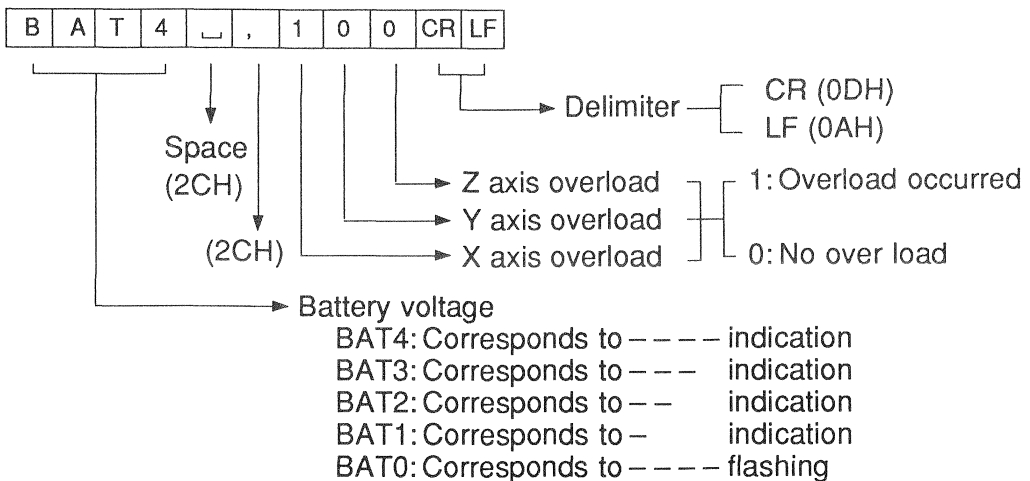 B A T 4 ␣ , 1 0 0 CR LF
Delimiter
CR (0DH)
LF (0AH)
Space
(2CH)
(2CH)
Z axis overload
Y axis overload
X axis overload
1: Overload occurred
0: No over load
Battery voltage
BAT4: Corresponds to – – – – indication
BAT3: Corresponds to – – – indication
BAT2: Corresponds to – – indication
BAT1: Corresponds to – indication
BAT0: Corresponds to – – – – flashing